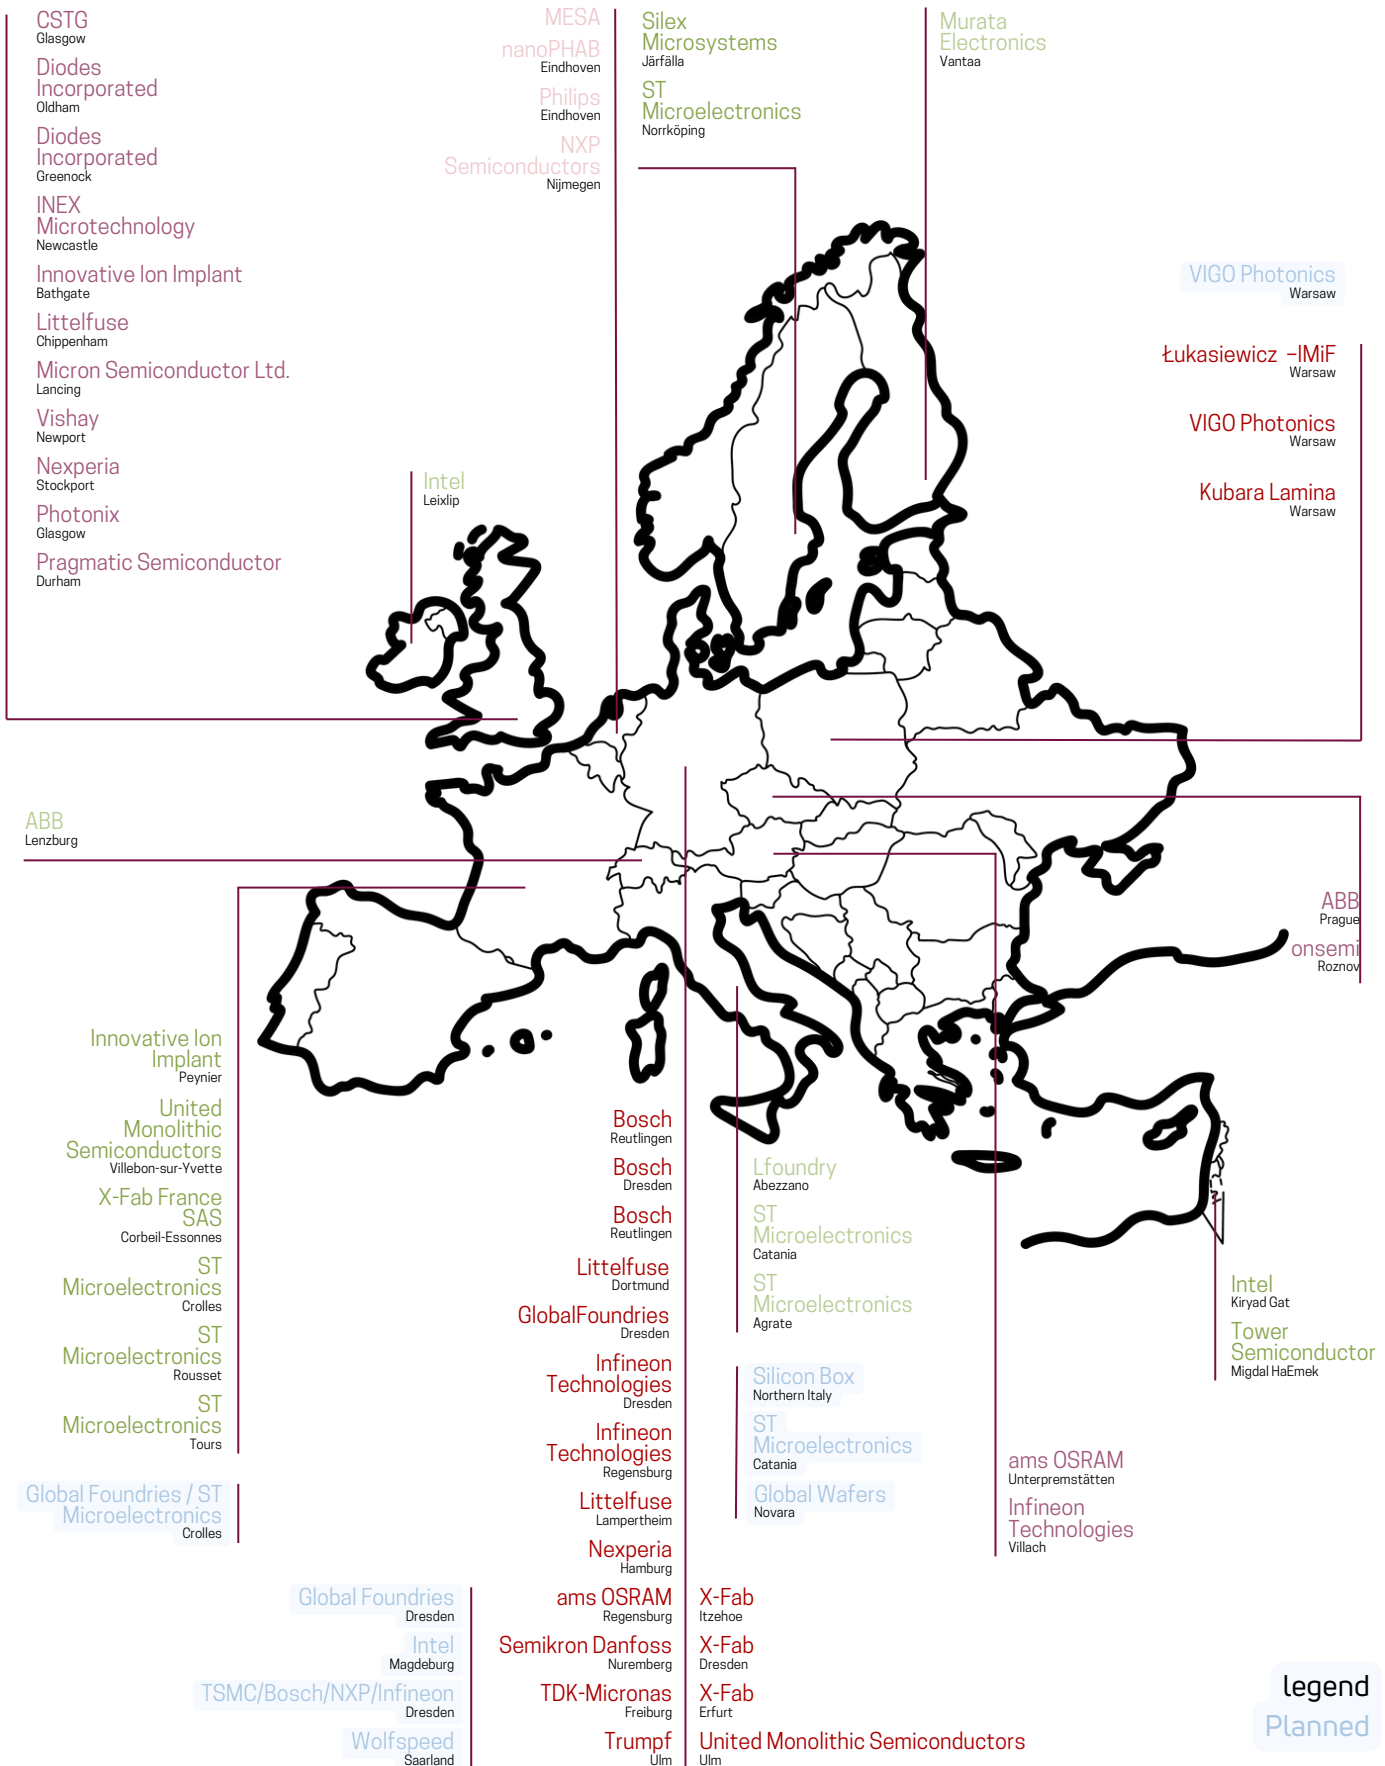 CSTG
Glasgow
Diodes
Incorporated
Oldham
Diodes
Incorporated
Greenock
INEX
Microtechnology
Newcastle
Innovative Ion Implant
Bathgate
Littelfuse
Chippenham
Micron Semiconductor Ltd.
Lancing
Vishay
Newport
Nexperia
Stockport
Photonix
Glasgow
Pragmatic Semiconductor
Durham
MESA
nanoPHAB
Eindhoven
Philips
Eindhoven
NXP
Semiconductors
Nijmegen
Silex
Microsystems
Järfälla
ST
Microelectronics
Norrköping
Murata
Electronics
Vantaa
VIGO Photonics
Warsaw
Łukasiewicz –IMiF
Warsaw
VIGO Photonics
Warsaw
Kubara Lamina
Warsaw
Intel
Leixlip
ABB
Lenzburg
ABB
Prague
onsemi
Roznov
Innovative Ion
Implant
Peynier
United
Monolithic
Semiconductors
Villebon-sur-Yvette
X-Fab France
SAS
Corbeil-Essonnes
ST
Microelectronics
Crolles
ST
Microelectronics
Rousset
ST
Microelectronics
Tours
Global Foundries / ST
Microelectronics
Crolles
Bosch
Reutlingen
Bosch
Dresden
Bosch
Reutlingen
Littelfuse
Dortmund
GlobalFoundries
Dresden
Infineon
Technologies
Dresden
Infineon
Technologies
Regensburg
Littelfuse
Lampertheim
Nexperia
Hamburg
ams OSRAM
Regensburg
Semikron Danfoss
Nuremberg
TDK-Micronas
Freiburg
Trumpf
Ulm
X-Fab
Itzehoe
X-Fab
Dresden
X-Fab
Erfurt
United Monolithic Semiconductors
Ulm
Global Foundries
Dresden
Intel
Magdeburg
TSMC/Bosch/NXP/Infineon
Dresden
Wolfspeed
Saarland
Lfoundry
Abezzano
ST
Microelectronics
Catania
ST
Microelectronics
Agrate
Silicon Box
Northern Italy
ST
Microelectronics
Catania
Global Wafers
Novara
ams OSRAM
Unterpremstätten
Infineon
Technologies
Villach
Intel
Kiryad Gat
Tower
Semiconductor
Migdal HaEmek
legend
Planned